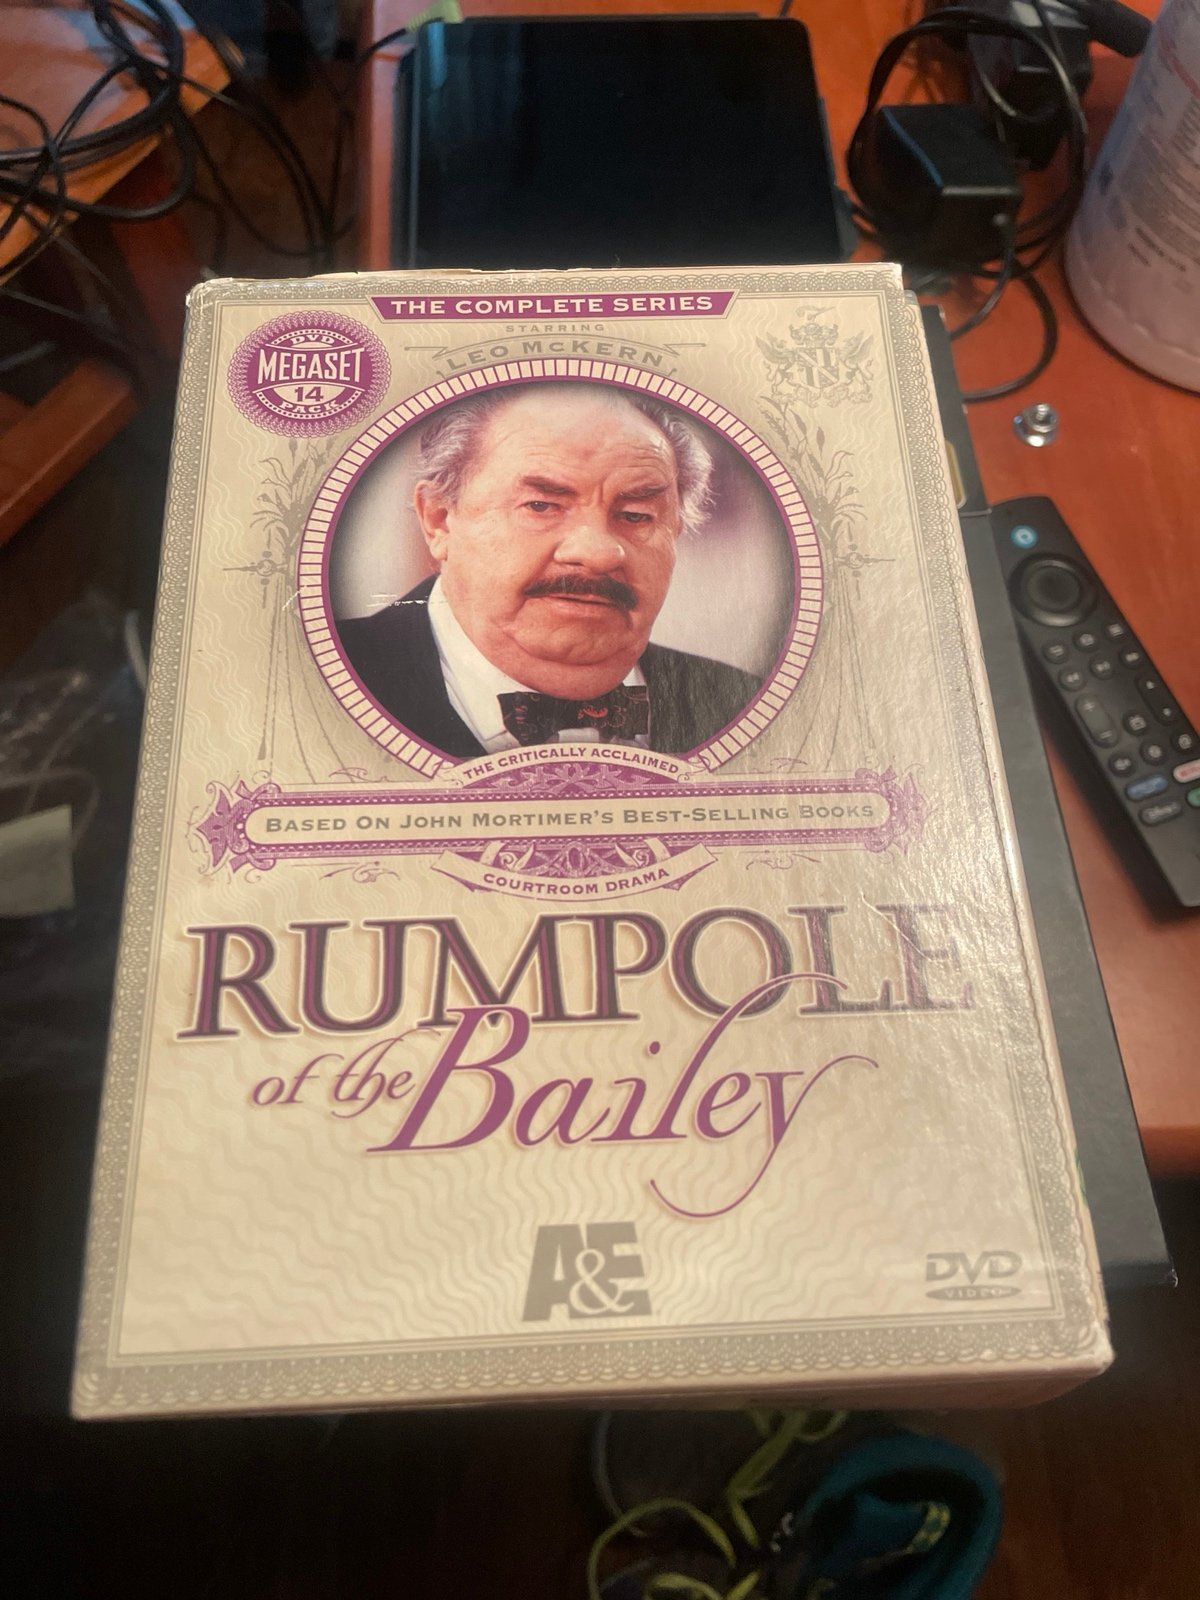 THE COMPLETE SERIES
DVD
MEGASET
14
PACK
STARRING
LEO MCKERN
THE CRITICALLY ACCLAIMED
BASED ON JOHN MORTIMER'S BEST-SELLING BOOKS
COURTROOM DRAMA
RUMPOLE
of the Bailey
A&E
DVD
VIDEO